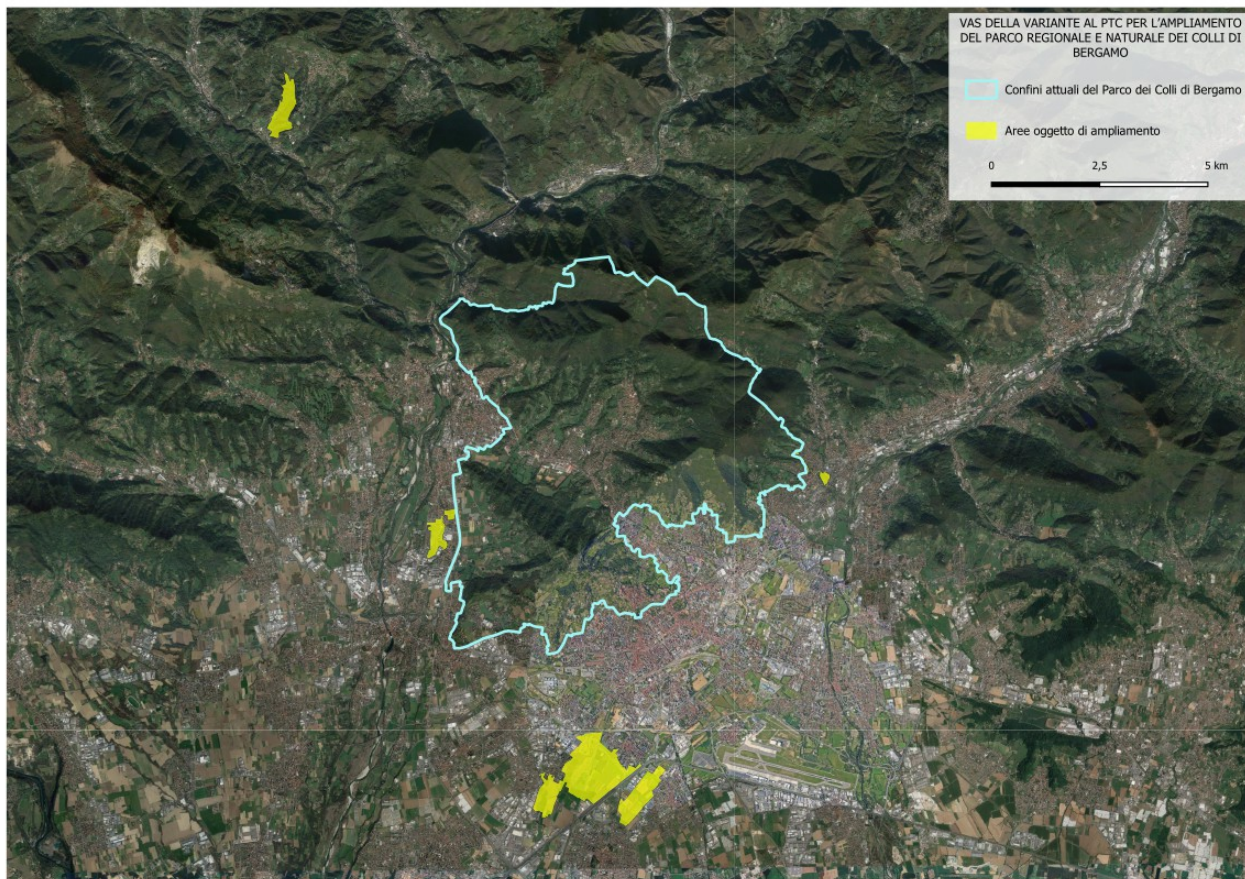 VAS DELLA VARIANTE AL PTC PER L'AMPLIAMENTO
DEL PARCO REGIONALE E NATURALE DEI COLLI DI
BERGAMO
Confini attuali del Parco dei Colli di Bergamo
Aree oggetto di ampliamento
0 2,5 5 km